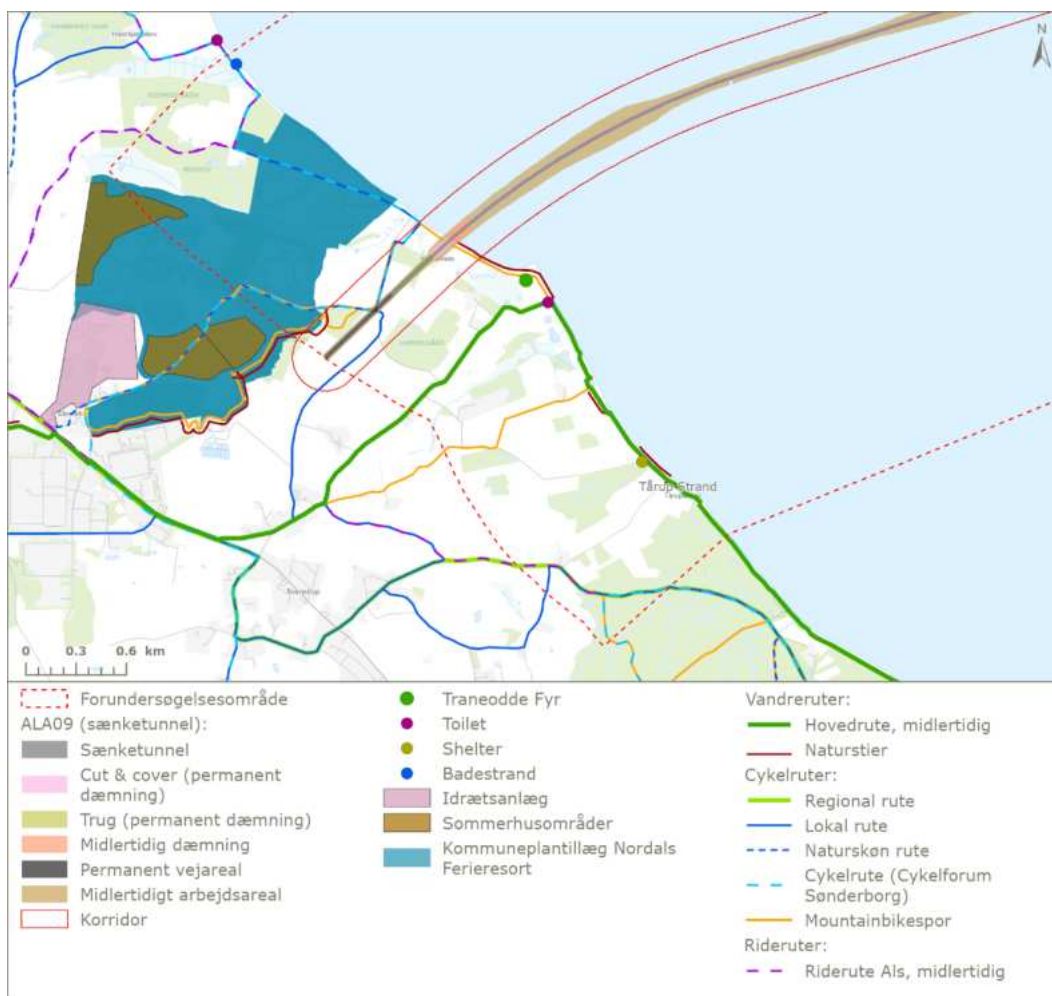 N
Tårup Strand
0 0.3 0.6 km
Forundersøgelsesområde
ALA09 (sænketunnel):
Sænketunnel
Cut & cover (permanent
dæmning)
Trug (permanent dæmning)
Midlertidig dæmning
Permanent vejareal
Midlertidigt arbejdsareal
Korridor
Traneodde Fyr
Toilet
Shelter
Badestrand
Idrætsanlæg
Sommerhusområder
Kommuneplantillæg Nordals
Ferieresort
Vandreruter:
Hovedrute, midlertidig
Naturstier
Cykelruter:
Regional rute
Lokal rute
Naturskøn rute
Cykelrute (Cykelforum
Sønderborg)
Mountainbikespor
Rideruter:
Riderute Als, midlertidig